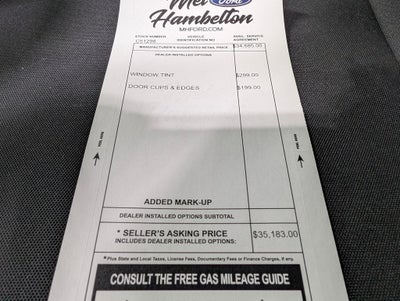 Mel
Ford
Hambelton
MHFORD.COM
STOCK NUMBER VEHICLE IDENTIFICATION NO. ADDL. SERVICE AGREEMENT
MANUFACTURER'S SUGGESTED RETAIL PRICE $34,685.00
DEALER INSTALLED OPTIONS
WINDOW TINT $299.00
DOOR CUPS & EDGES $199.00
ADDED MARK-UP
DEALER INSTALLED OPTIONS SUBTOTAL
* SELLER'S ASKING PRICE $35,183.00
INCLUDES DEALER INSTALLED OPTIONS:
*Plus State and Local Taxes, License Fees, Documentary Fees or Finance Charges, if any.
CONSULT THE FREE GAS MILEAGE GUIDE